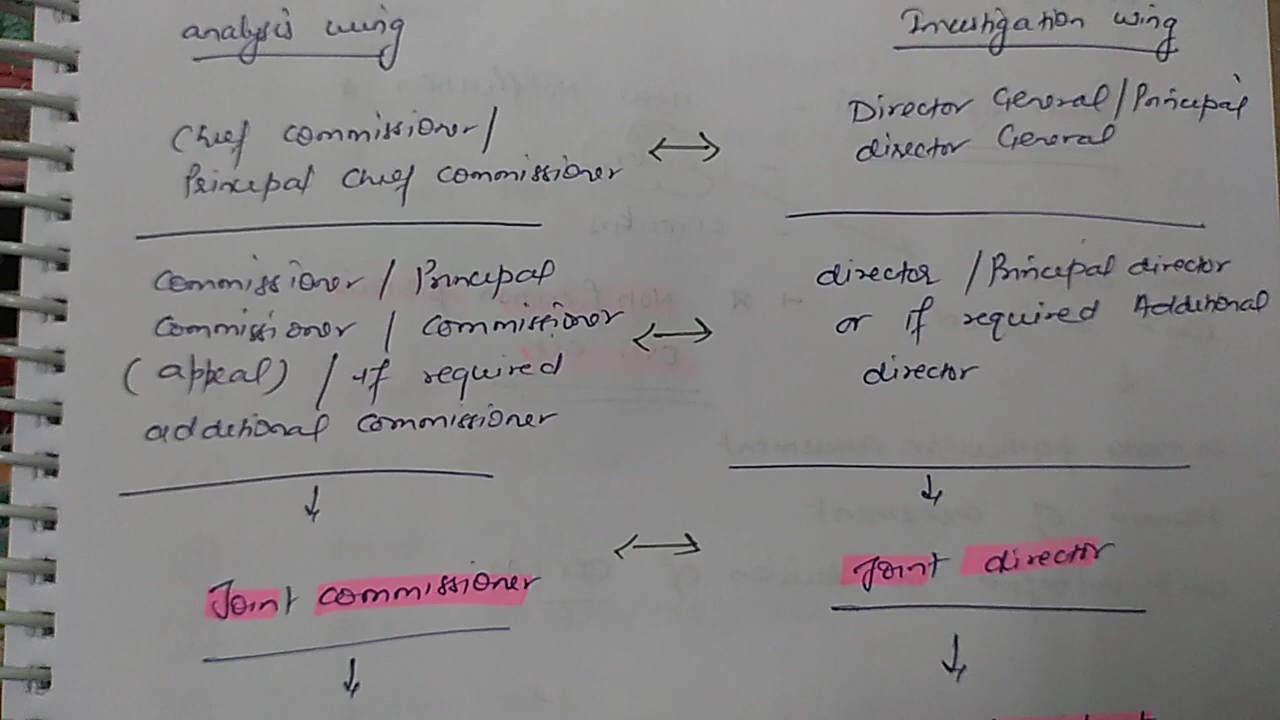 analysis wing
Investigation wing
Chief commissioner/
Principal Chief commissioner
Director General/Principal
director General
commissioner / Principal
commissioner / commissioner
(appeal) / if required
additional commissioner
director /Principal director
or if required Additional
director
Joint commissioner
Joint director